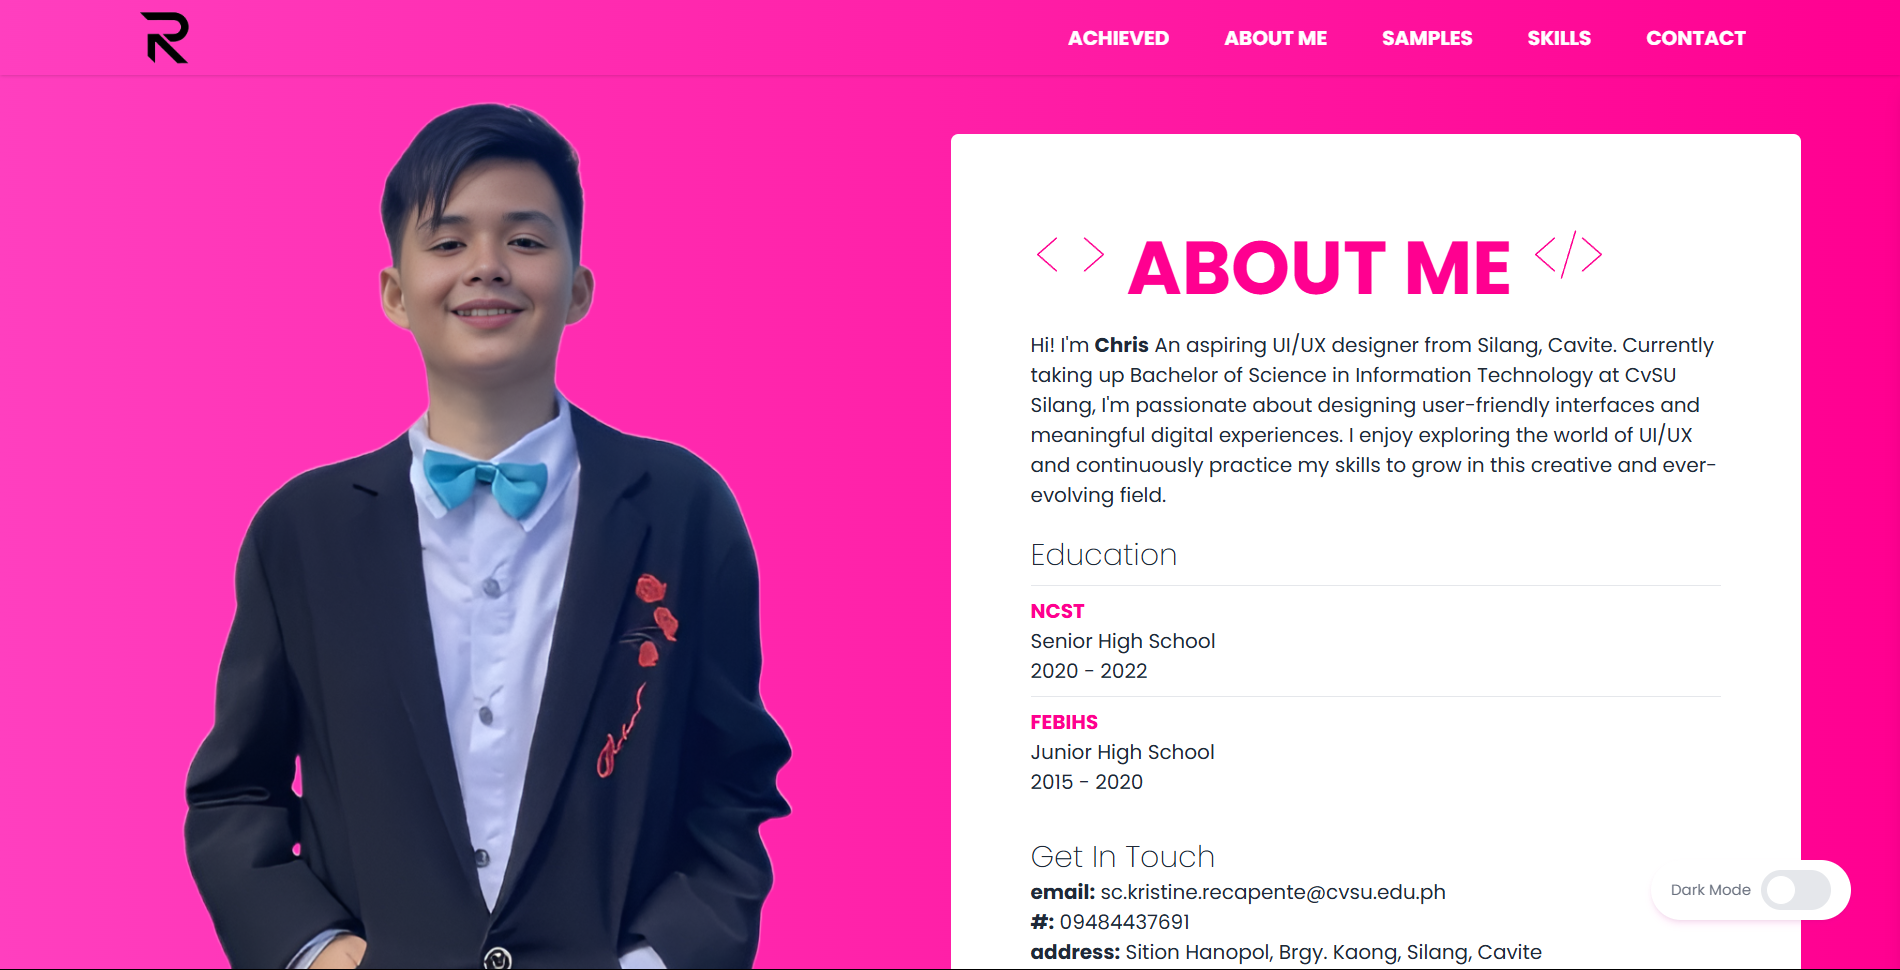 R
ACHIEVED ABOUT ME SAMPLES SKILLS CONTACT
< > ABOUT ME </>
Hi! I'm Chris An aspiring UI/UX designer from Silang, Cavite. Currently
taking up Bachelor of Science in Information Technology at CvSU
Silang, I'm passionate about designing user-friendly interfaces and
meaningful digital experiences. I enjoy exploring the world of UI/UX
and continuously practice my skills to grow in this creative and ever-
evolving field.
Education
NCST
Senior High School
2020 - 2022
FEBIHS
Junior High School
2015 - 2020
Get In Touch
email: sc.kristine.recapente@cvsu.edu.ph
#: 09484437691
address: Sition Hanopol, Brgy. Kaong, Silang, Cavite
Dark Mode